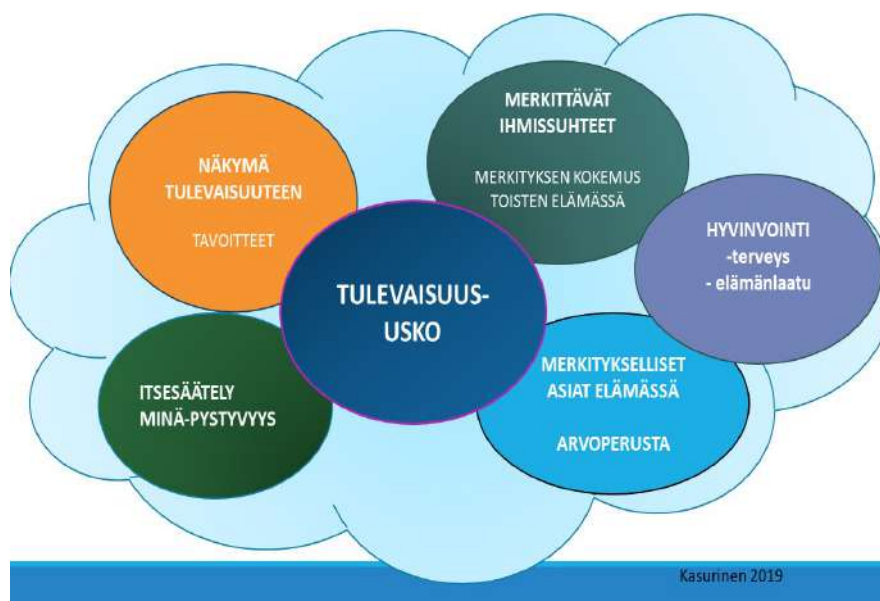 NÄKYMÄ
TULEVAISUUTEEN
TAVOITTEET
MERKITTÄVÄT
IHMISSUHTEET
MERKITYKSEN KOKEMUS
TOISTEN ELÄMÄSSÄ
HYVINVOINTI
-terveys
- elämänlaatu
TULEVAISUUS-
USKO
ITSESÄÄTELY
MINÄ-PYSTYVYYS
MERKITYKSELLISET
ASIAT ELÄMÄSSÄ
ARVOPERUSTA
Kasurinen 2019